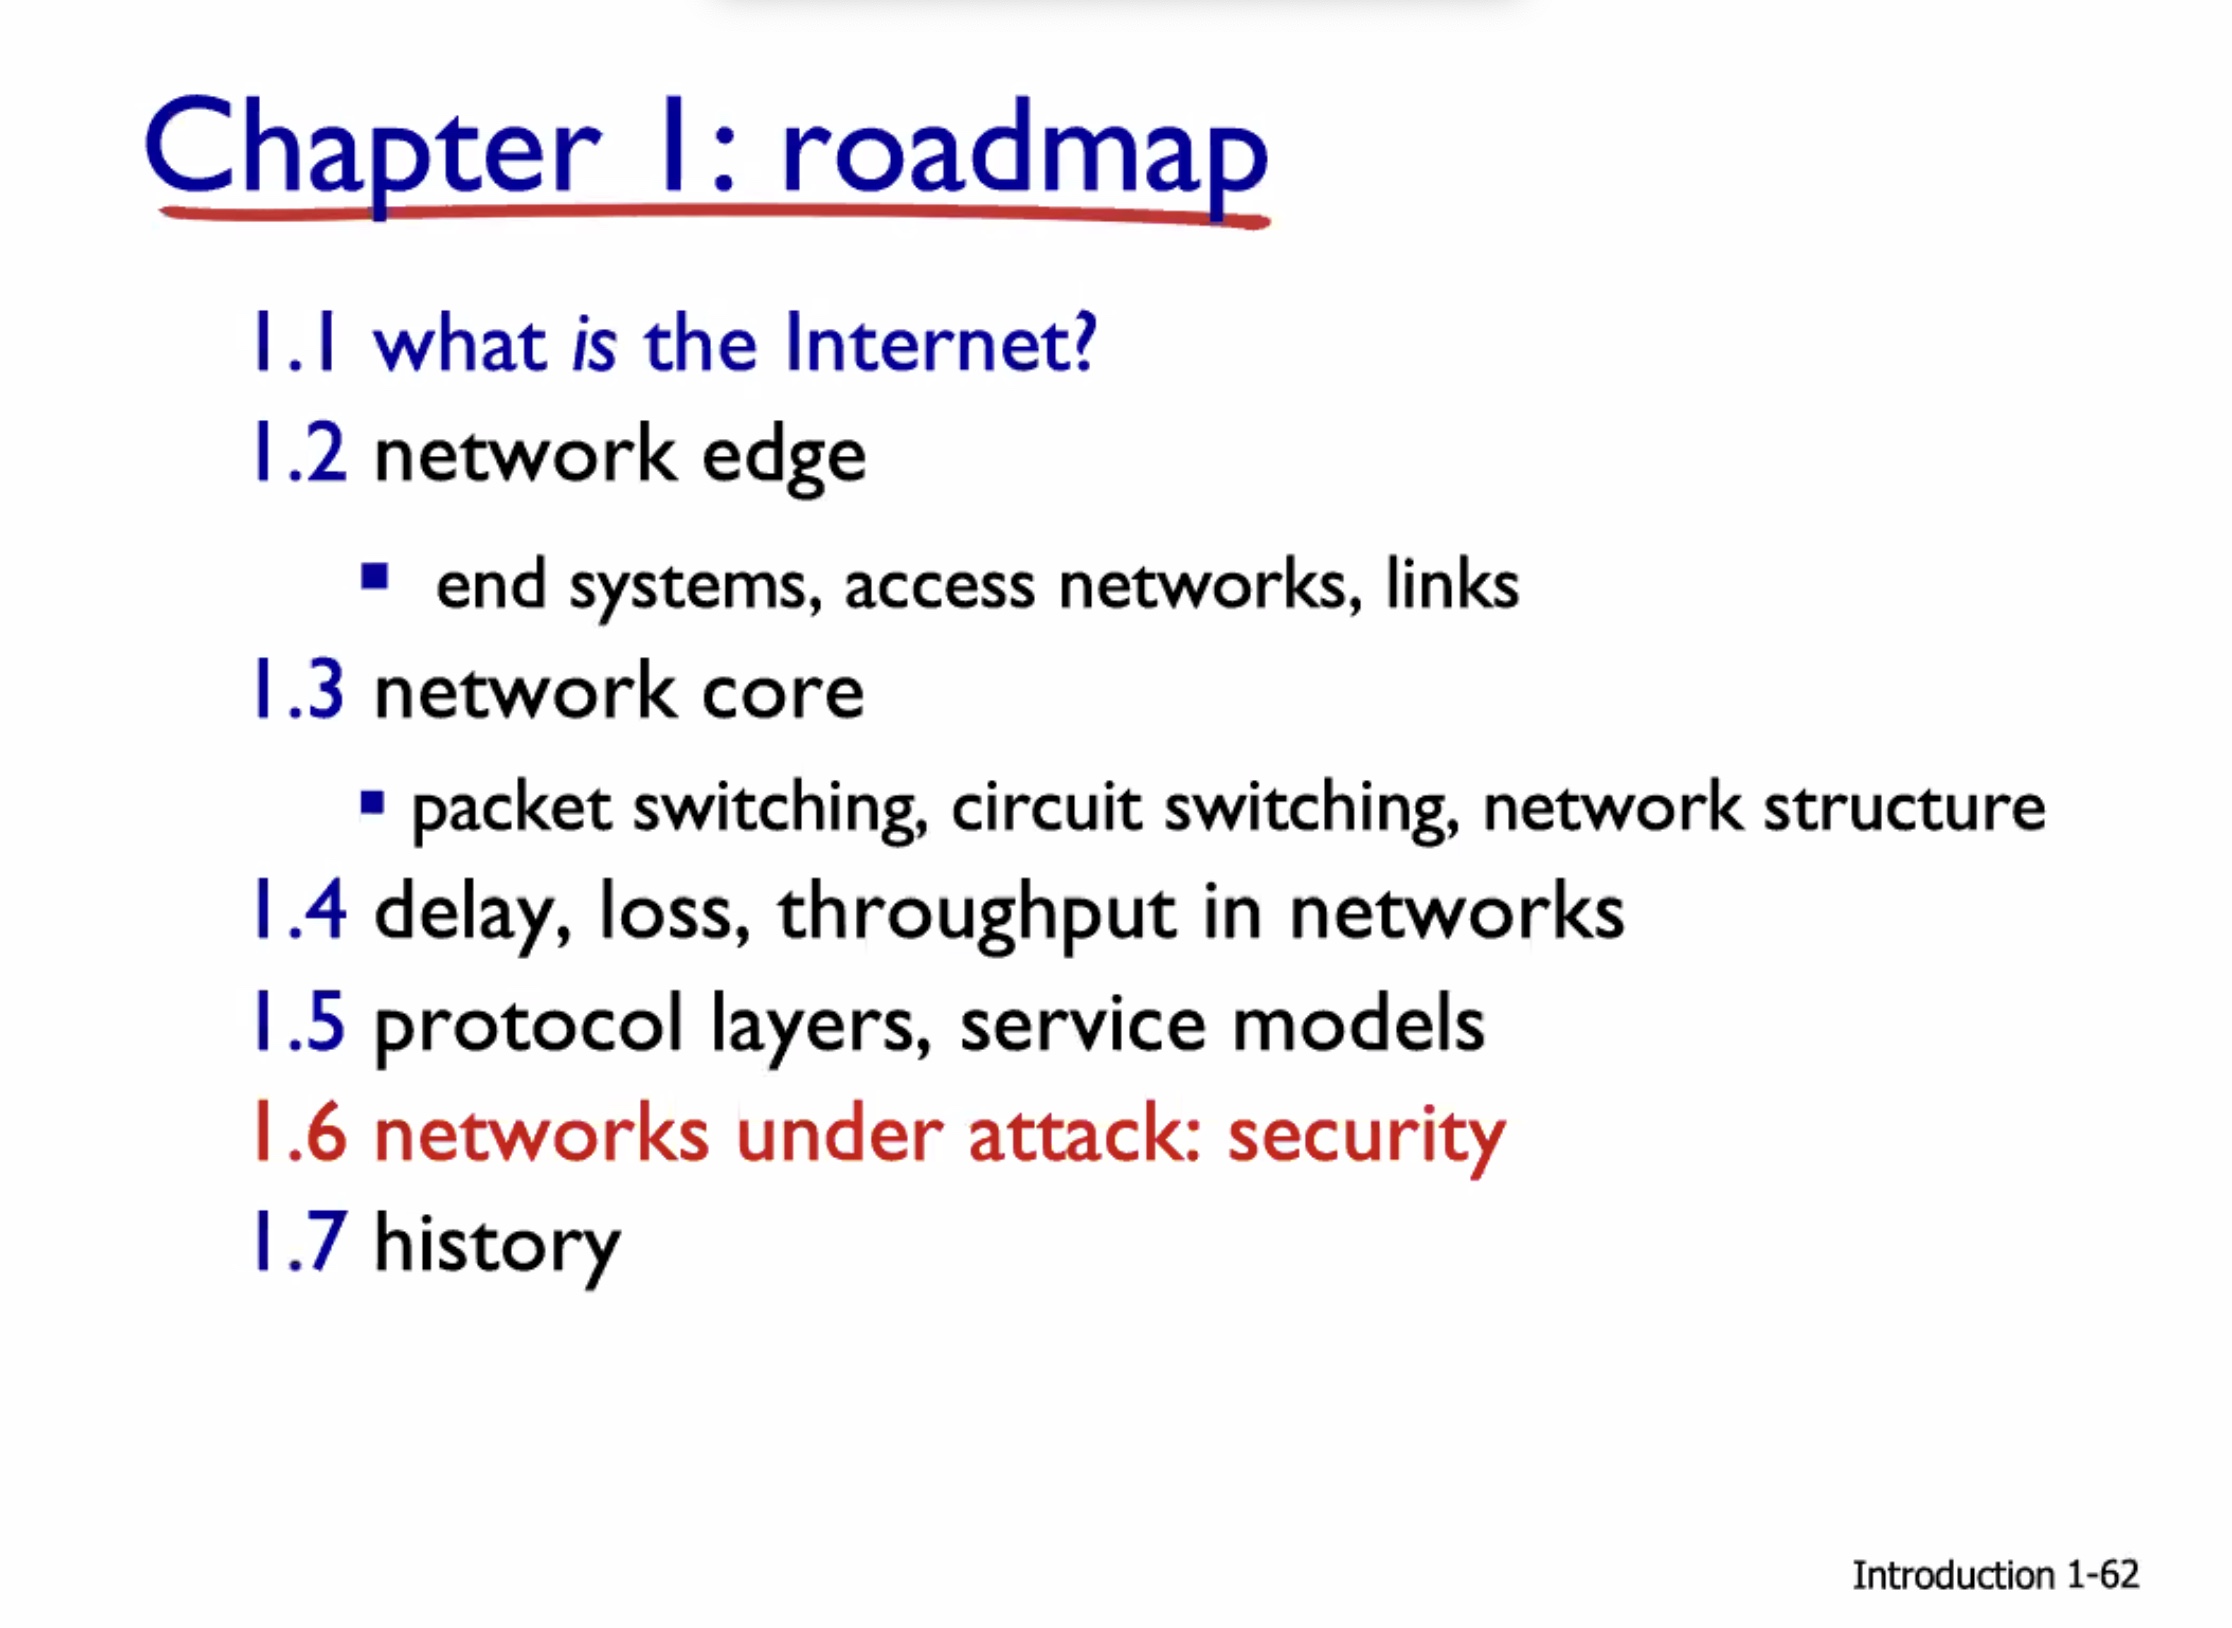 Chapter 1: roadmap
1.1 what is the Internet?
1.2 network edge
▪ end systems, access networks, links
1.3 network core
▪ packet switching, circuit switching, network structure
1.4 delay, loss, throughput in networks
1.5 protocol layers, service models
1.6 networks under attack: security
1.7 history
Introduction 1-62